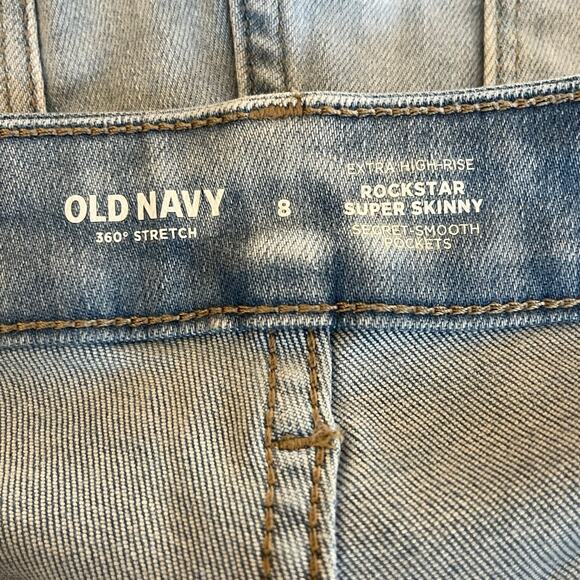 OLD NAVY
360° STRETCH
8
EXTRA HIGH-RISE
ROCKSTAR
SUPER SKINNY
SECRET-SMOOTH
POCKETS